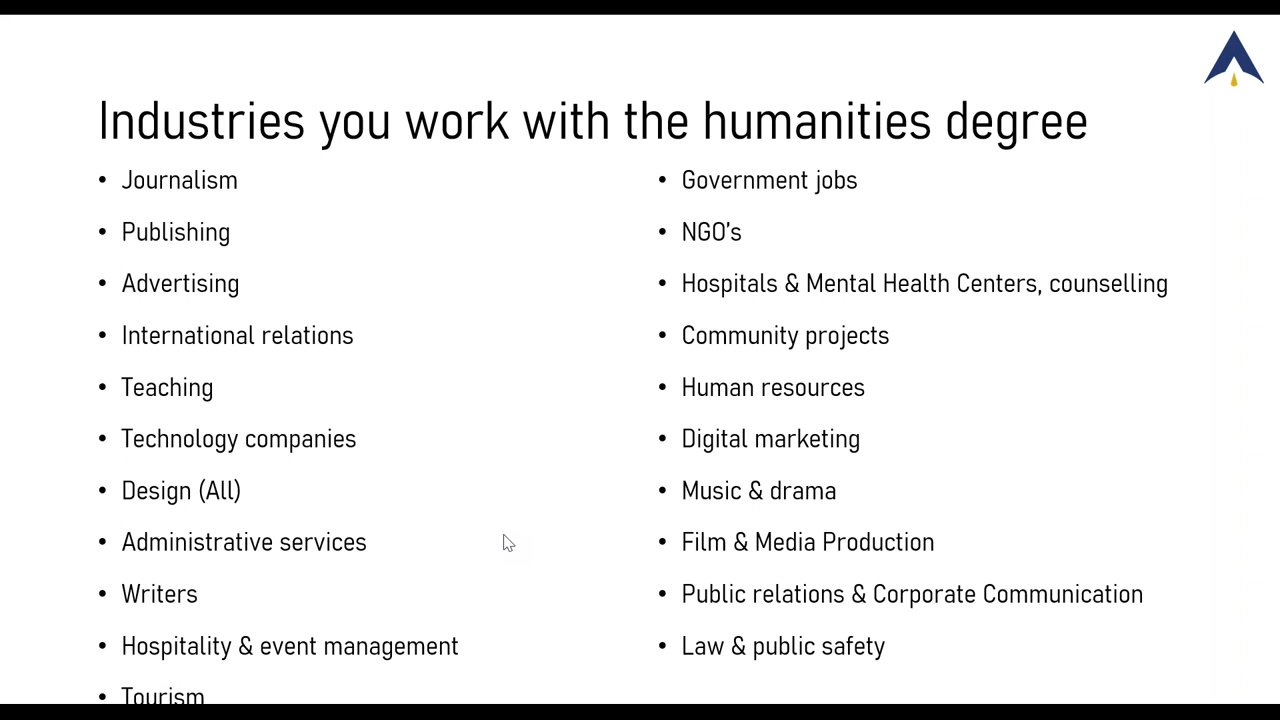 Industries you work with the humanities degree
• Journalism
• Publishing
• Advertising
• International relations
• Teaching
• Technology companies
• Design (All)
• Administrative services
• Writers
• Hospitality & event management
• Tourism
• Government jobs
• NGO's
• Hospitals & Mental Health Centers, counselling
• Community projects
• Human resources
• Digital marketing
• Music & drama
• Film & Media Production
• Public relations & Corporate Communication
• Law & public safety